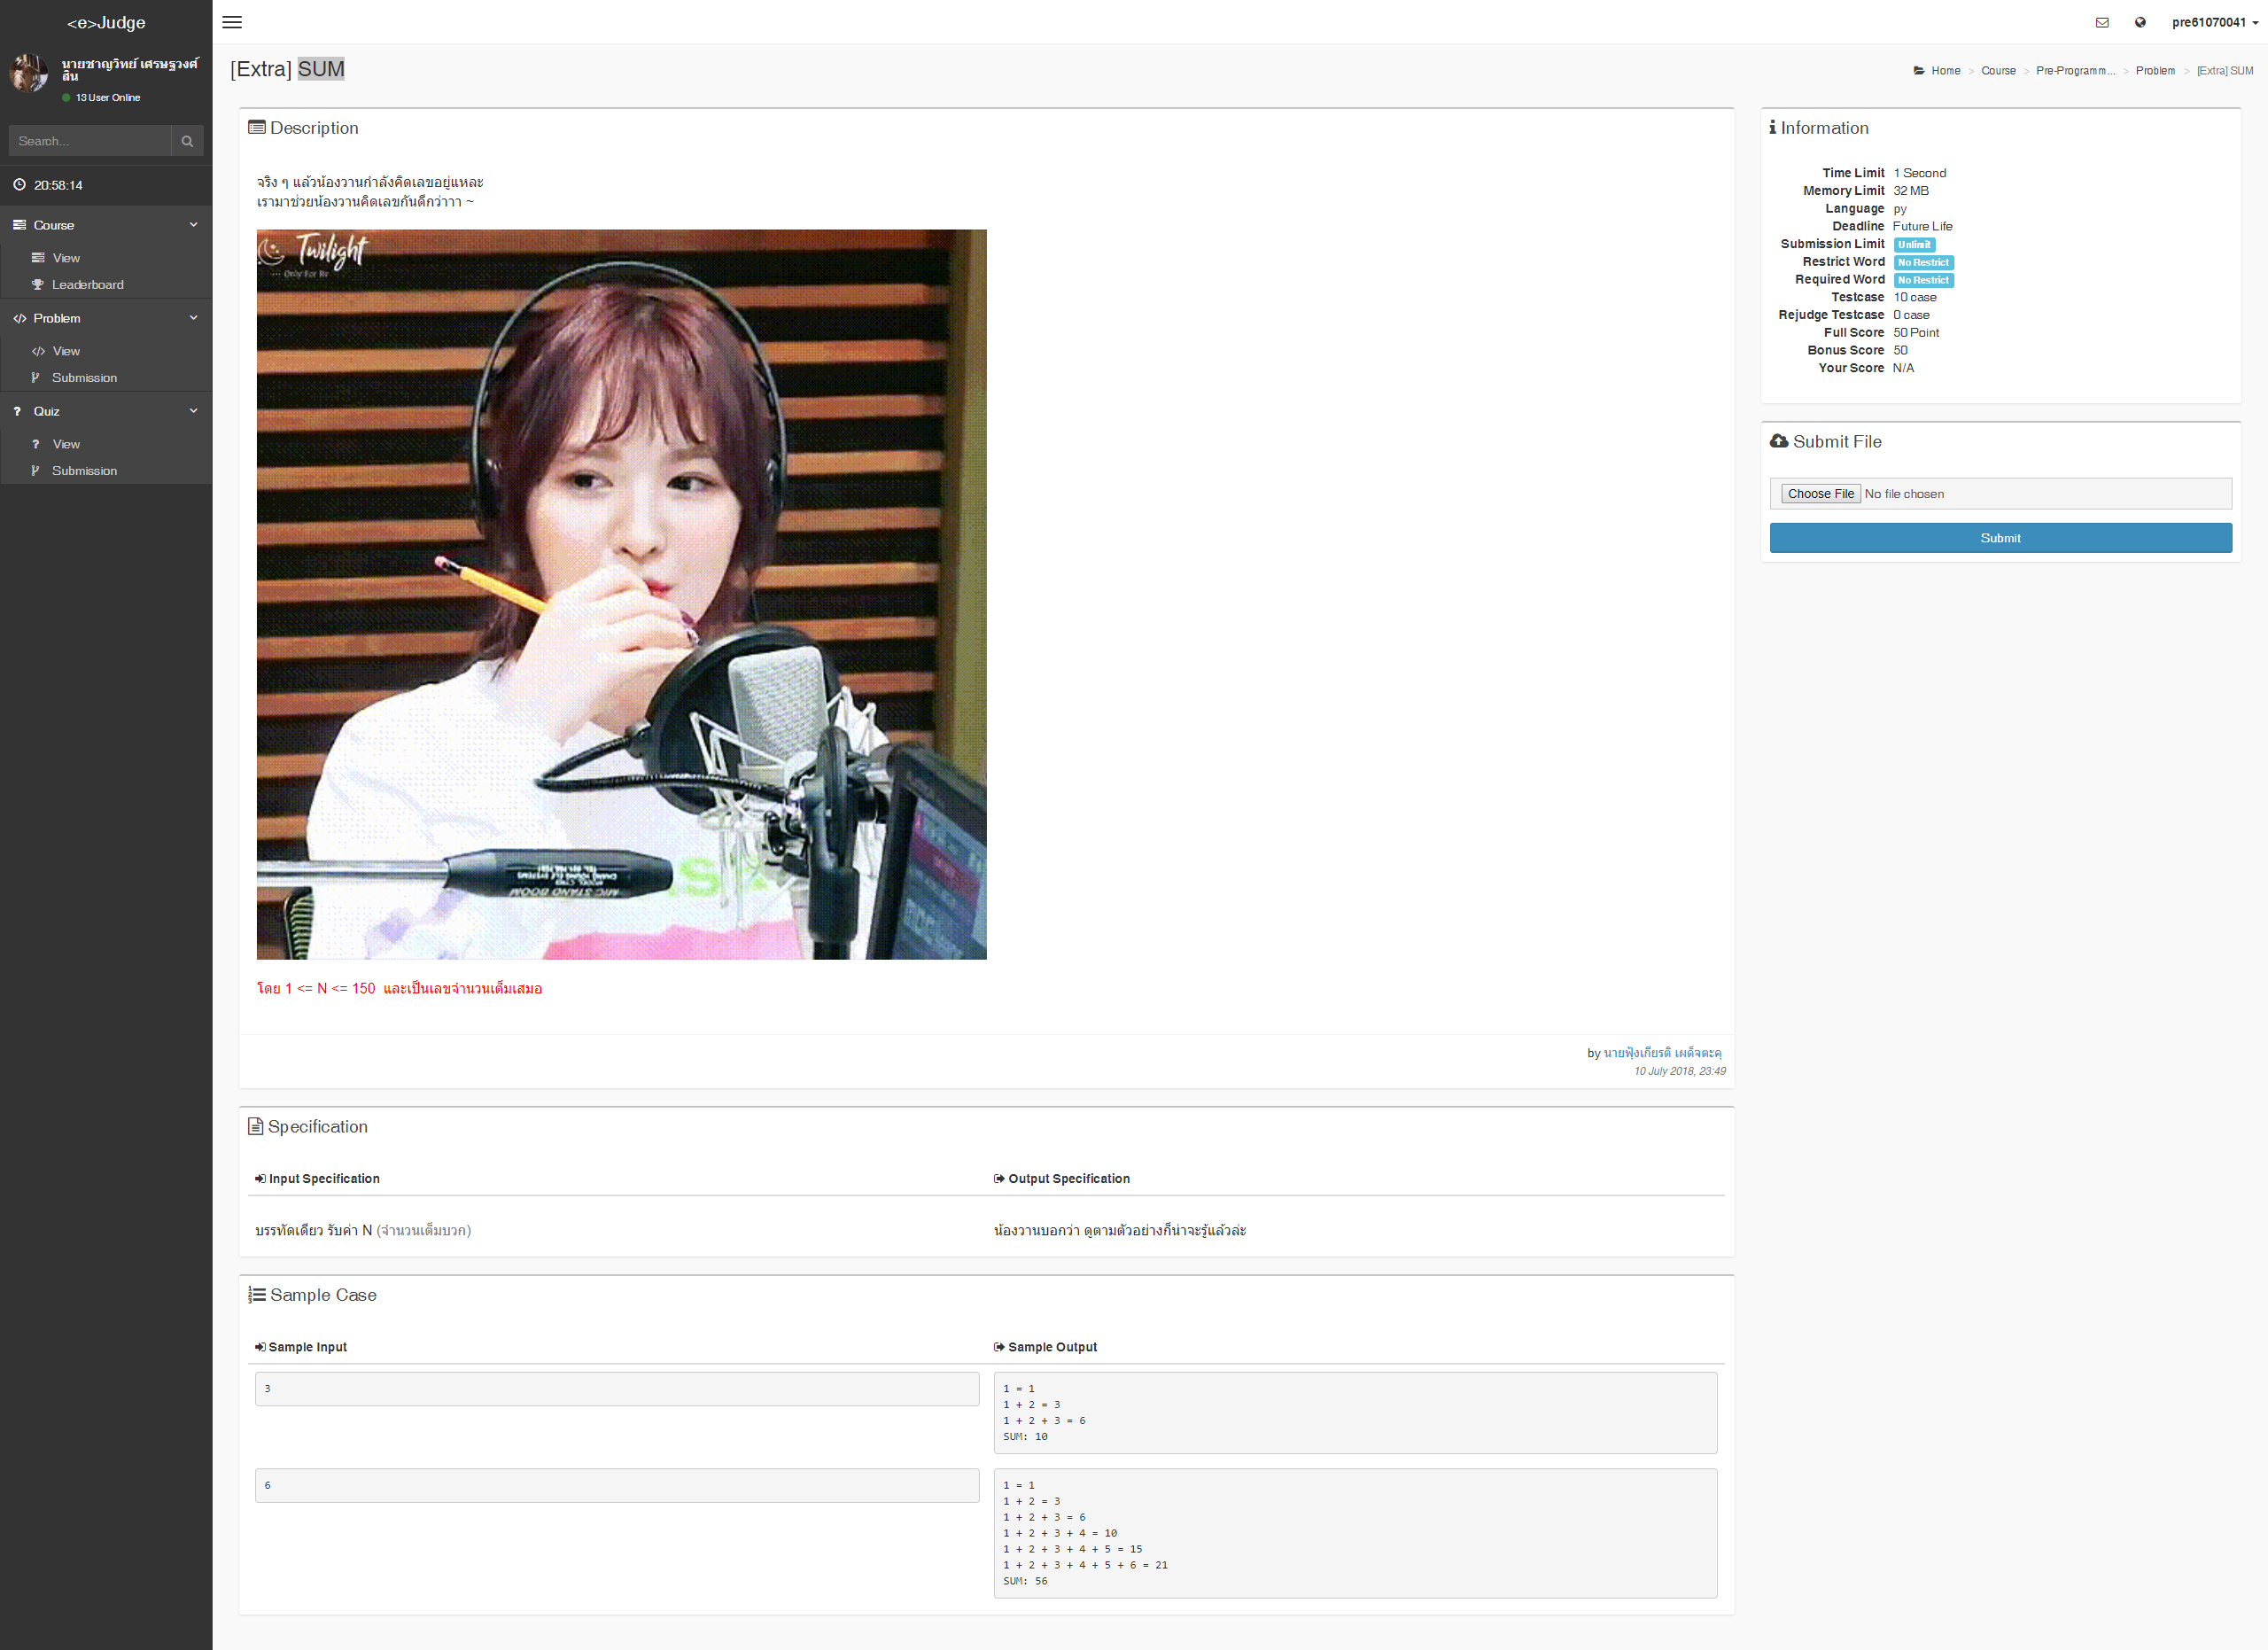 <e>Judge
นายชาญวิทย์ เศรษฐวงศ์
สิน
13 User Online
Search...
20:58:14
Course
View
Leaderboard
Problem
View
Submission
Quiz
View
Submission
pre61070041
[Extra] SUM
Home > Course > Pre-Programm... > Problem > [Extra] SUM
Description
จริง ๆ แล้วน้องวานกำลังคิดเลขอยู่แหละ
เรามาช่วยน้องวานคิดเลขกันดีกว่าาา ~
Twilight
Only For Rv
MIC STAND BOOM
โดย 1 <= N <= 150 และเป็นเลขจำนวนเต็มเสมอ
by นายฟุ้งเกียรติ เผด็จตะคุ
10 July 2018, 23:49
Specification
Input Specification
Output Specification
บรรทัดเดียว รับค่า N (จำนวนเต็มบวก)
น้องวานบอกว่า ดูตามตัวอย่างก็น่าจะรู้แล้วล่ะ
Sample Case
Sample Input
Sample Output
3
1 = 1
1 + 2 = 3
1 + 2 + 3 = 6
SUM: 10
6
1 = 1
1 + 2 = 3
1 + 2 + 3 = 6
1 + 2 + 3 + 4 = 10
1 + 2 + 3 + 4 + 5 = 15
1 + 2 + 3 + 4 + 5 + 6 = 21
SUM: 56
Information
Time Limit 1 Second
Memory Limit 32 MB
Language py
Deadline Future Life
Submission Limit Unlimit
Restrict Word No Restrict
Required Word No Restrict
Testcase 10 case
Rejudge Testcase 0 case
Full Score 50 Point
Bonus Score 50
Your Score N/A
Submit File
Choose File No file chosen
Submit